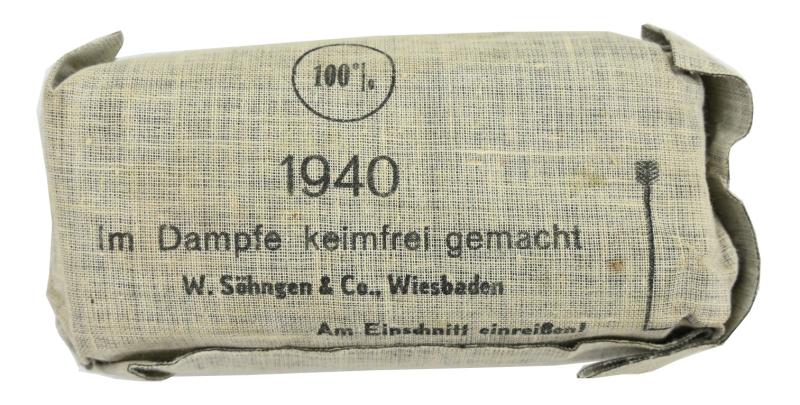 100%
1940
Im Dampfe keimfrei gemacht
W. Söhngen & Co., Wiesbaden
Am Einschnitt einreißen!